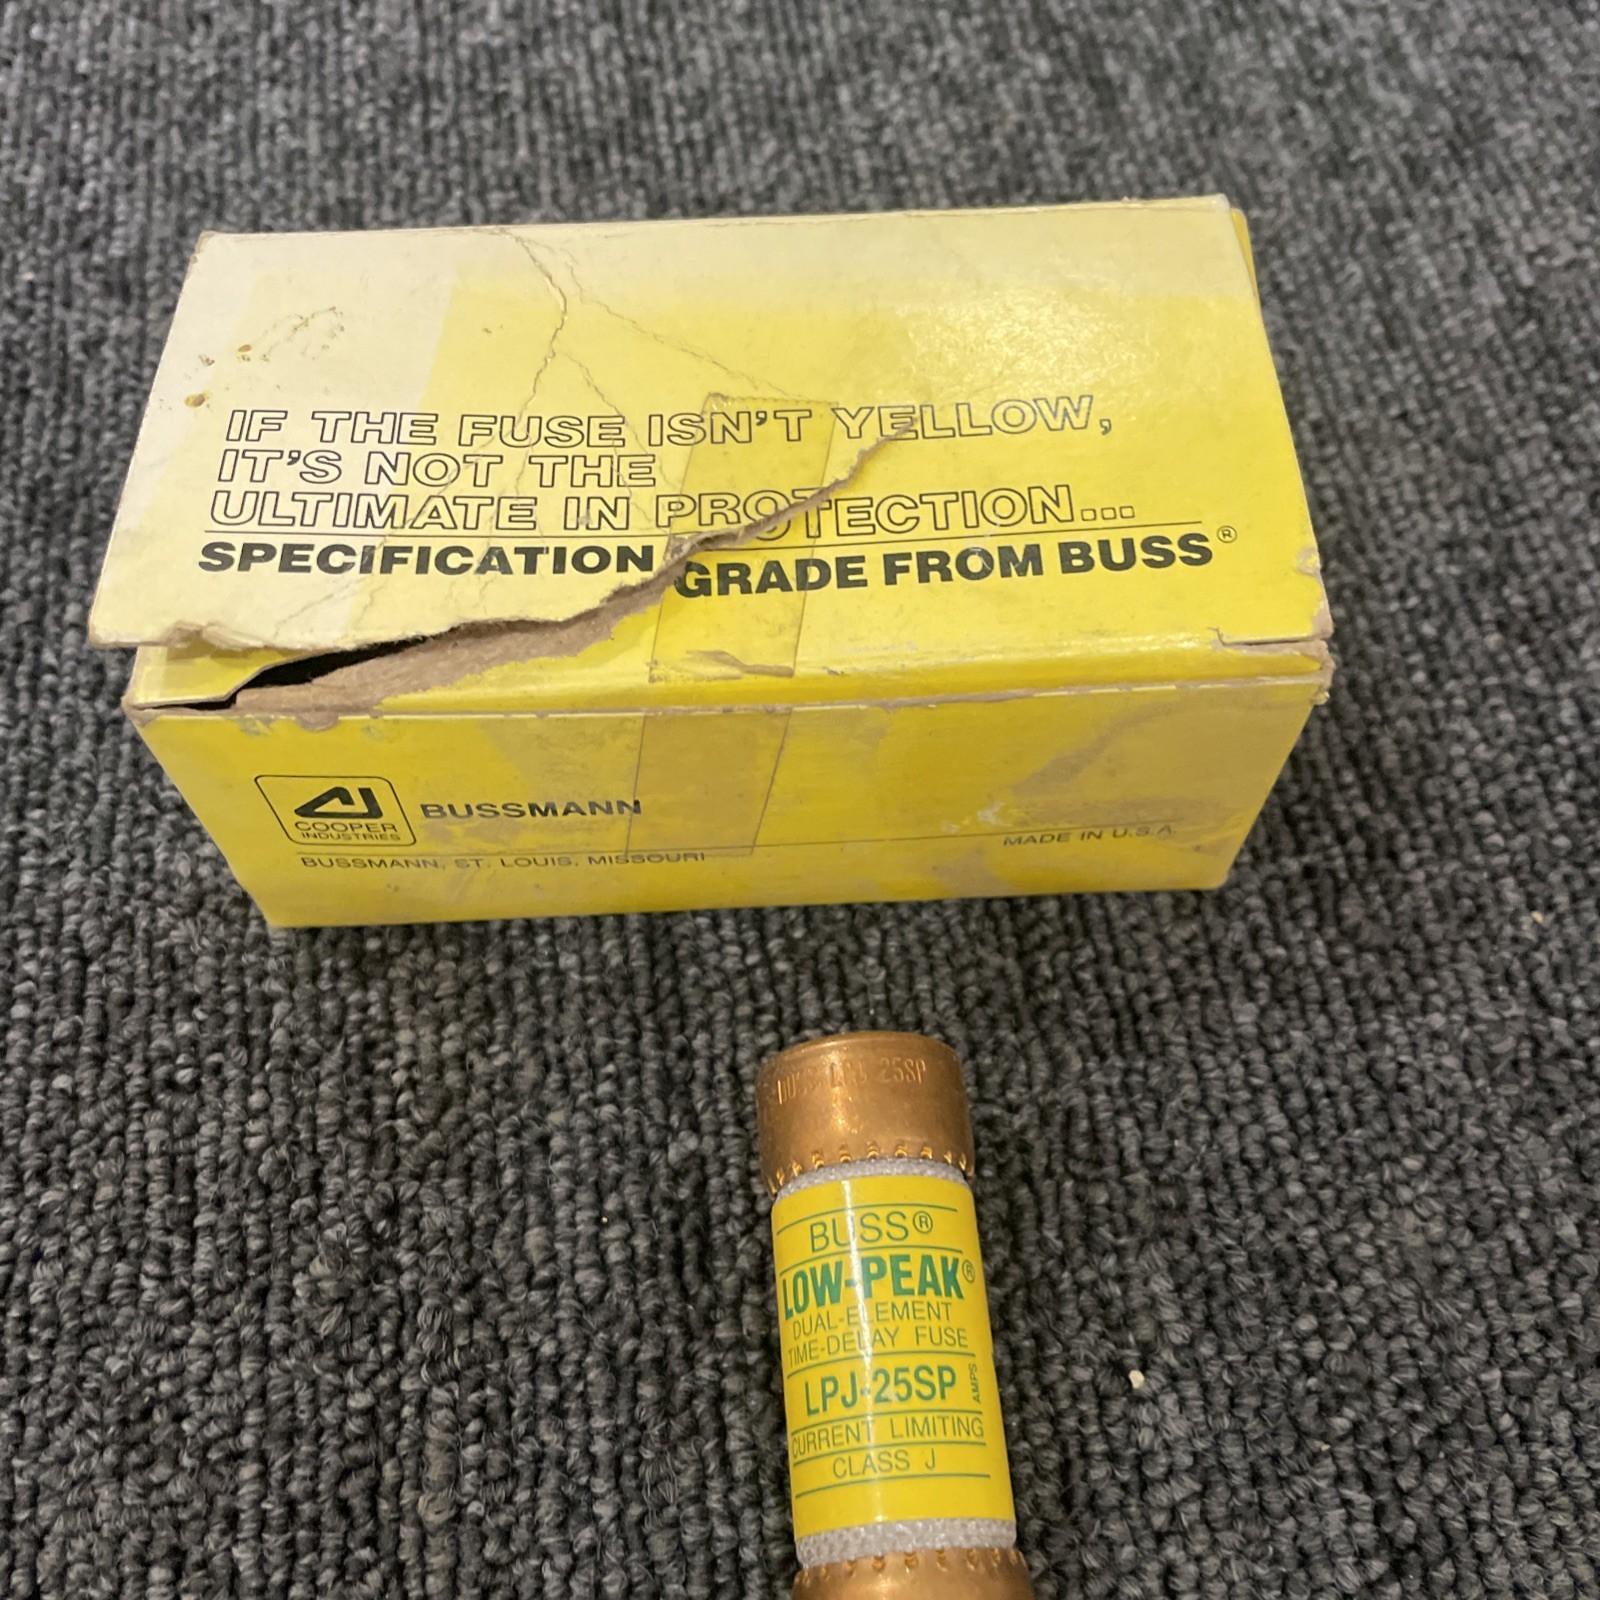 IF THE FUSE ISN'T YELLOW,
IT'S NOT THE
ULTIMATE IN PROTECTION...
SPECIFICATION GRADE FROM BUSS®
COOPER
INDUSTRIES
BUSSMANN
BUSSMANN, ST. LOUIS, MISSOURI
MADE IN U.S.A.
BUSS LPJ 25SP
BUSS®
LOW-PEAK®
DUAL-ELEMENT
TIME-DELAY FUSE
LPJ-25SP AMPS
CURRENT LIMITING
CLASS J